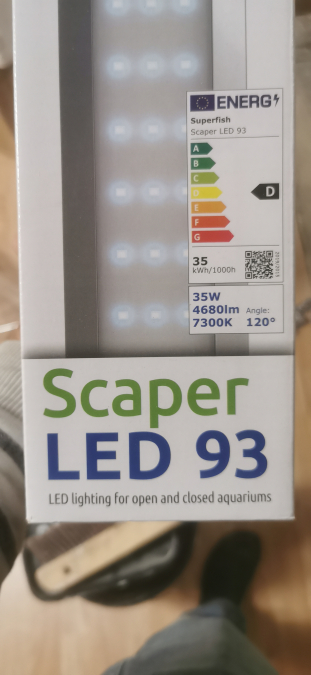 ENERG
Superfish
Scaper LED 93
A
B
C
D
E
F
G
D
35
kWh/1000h
35W
4680lm Angle:
7300K 120°
Scaper
LED 93
LED lighting for open and closed aquariums